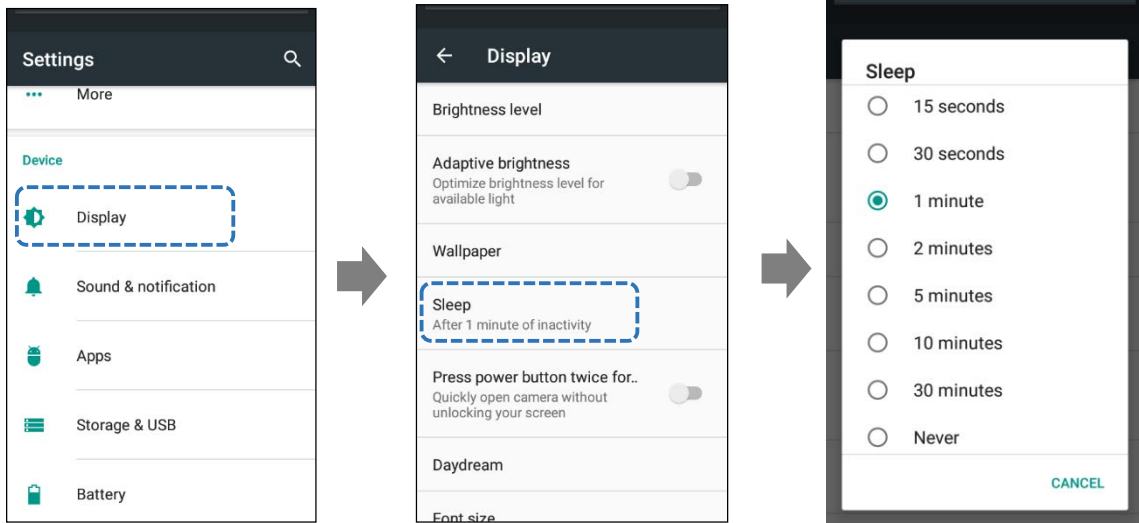 Settings
More
Device
Display
Sound & notification
Apps
Storage & USB
Battery
Display
Brightness level
Adaptive brightness
Optimize brightness level for
available light
Wallpaper
Sleep
After 1 minute of inactivity
Press power button twice for..
Quickly open camera without
unlocking your screen
Daydream
Font size
Sleep
15 seconds
30 seconds
1 minute
2 minutes
5 minutes
10 minutes
30 minutes
Never
CANCEL